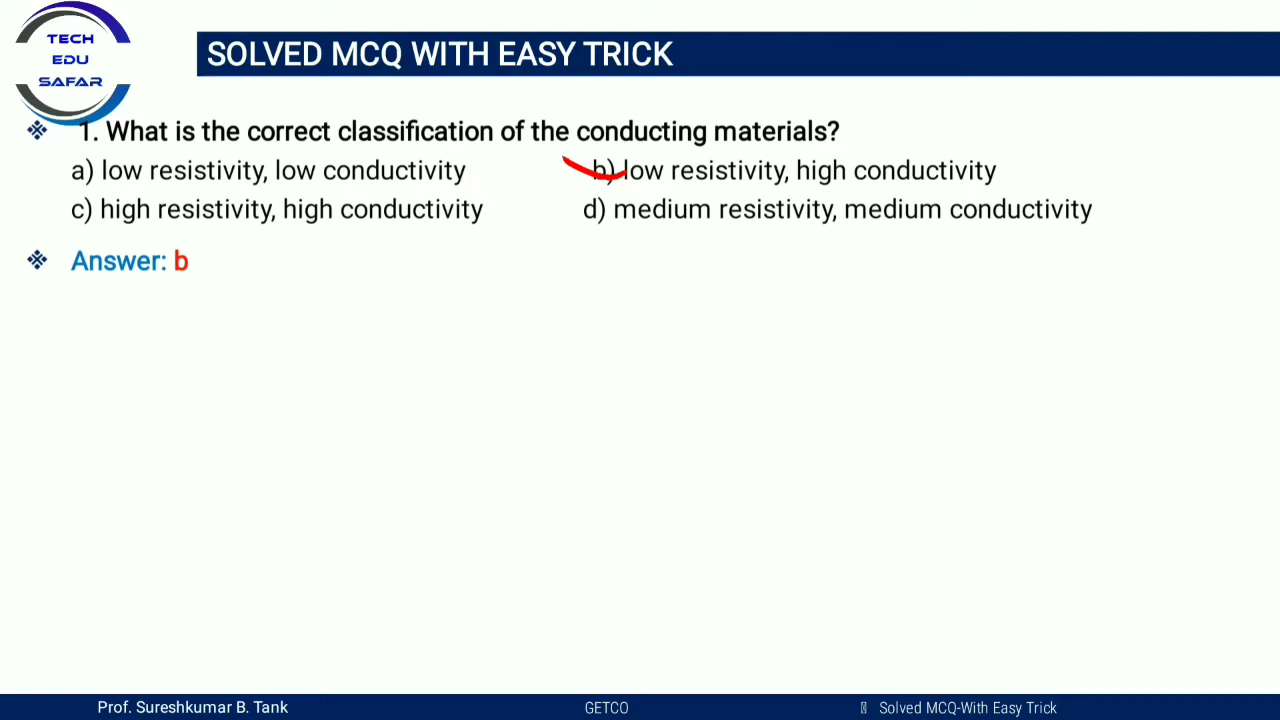 TECH
EDU
SAFAR
SOLVED MCQ WITH EASY TRICK
❖ 1. What is the correct classification of the conducting materials?
a) low resistivity, low conductivity b) low resistivity, high conductivity
c) high resistivity, high conductivity d) medium resistivity, medium conductivity
❖ Answer: b
Prof. Sureshkumar B. Tank GETCO Solved MCQ-With Easy Trick